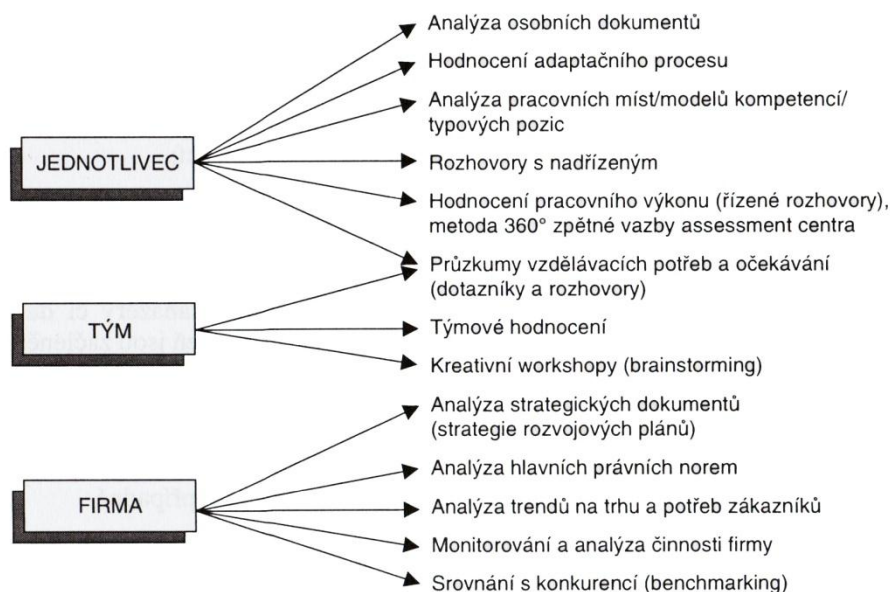 Analýza osobních dokumentů
Hodnocení adaptačního procesu
Analýza pracovních míst/modelů kompetencí/
typových pozic
JEDNOTLIVEC
Rozhovory s nadřízeným
Hodnocení pracovního výkonu (řízené rozhovory),
metoda 360° zpětné vazby assessment centra
Průzkumy vzdělávacích potřeb a očekávání
(dotazníky a rozhovory)
TÝM
Týmové hodnocení
Kreativní workshopy (brainstorming)
Analýza strategických dokumentů
(strategie rozvojových plánů)
Analýza hlavních právních norem
FIRMA
Analýza trendů na trhu a potřeb zákazníků
Monitorování a analýza činnosti firmy
Srovnání s konkurencí (benchmarking)